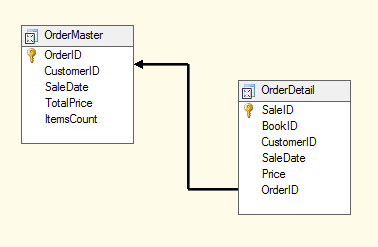 OrderMaster
OrderID
CustomerID
SaleDate
TotalPrice
ItemsCount
OrderDetail
SaleID
BookID
CustomerID
SaleDate
Price
OrderID